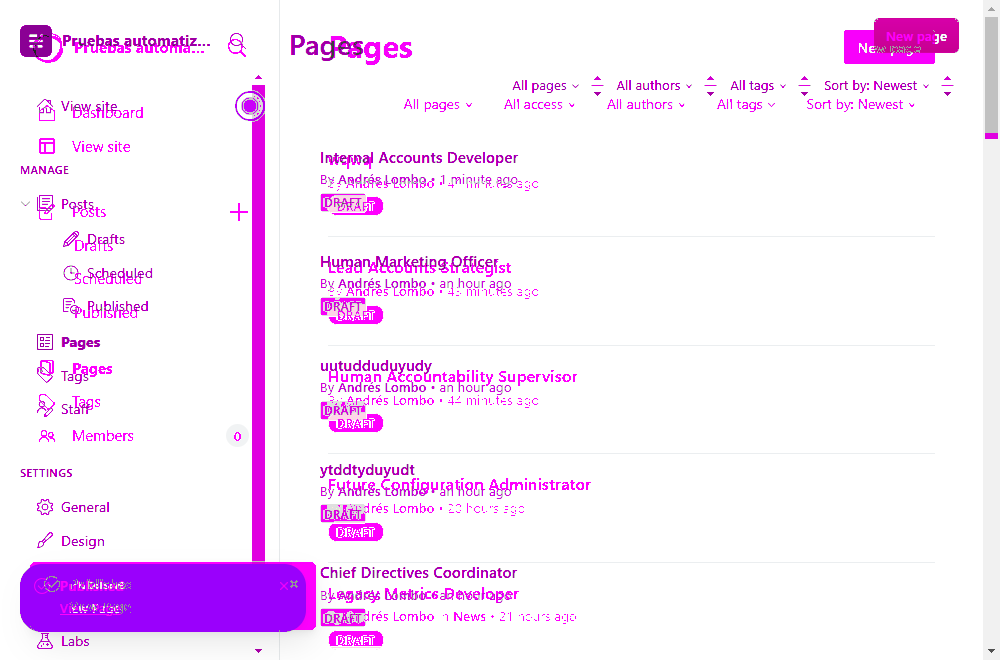 Pruebas automatiz...
Pruebas automa...
View site
Dashboard
View site
MANAGE
Posts
Posts
Drafts
Drafts
Scheduled
Scheduled
Published
Published
Pages
Pages
Tags
Tags
Staff
Members 0
SETTINGS
General
Design
Published
Labs
Pages
Pages
New page
New page
All pages All authors All tags Sort by: Newest
All pages All access All authors All tags Sort by: Newest
Internal Accounts Developer
By Andrés Lombo • 1 minute ago
DRAFT
DRAFT
Human Marketing Officer
Lead Accounts Strategist
By Andrés Lombo • an hour ago
By Andrés Lombo • 43 minutes ago
DRAFT
DRAFT
uutudduduyudy
Human Accountability Supervisor
By Andrés Lombo • an hour ago
By Andrés Lombo • 44 minutes ago
DRAFT
DRAFT
ytddtyduyudt
Future Configuration Administrator
By Andrés Lombo • an hour ago
By Andrés Lombo • 20 hours ago
DRAFT
DRAFT
Chief Directives Coordinator
Legacy Metrics Developer
By Andrés Lombo • an hour ago
By Andrés Lombo in News • 21 hours ago
DRAFT
DRAFT